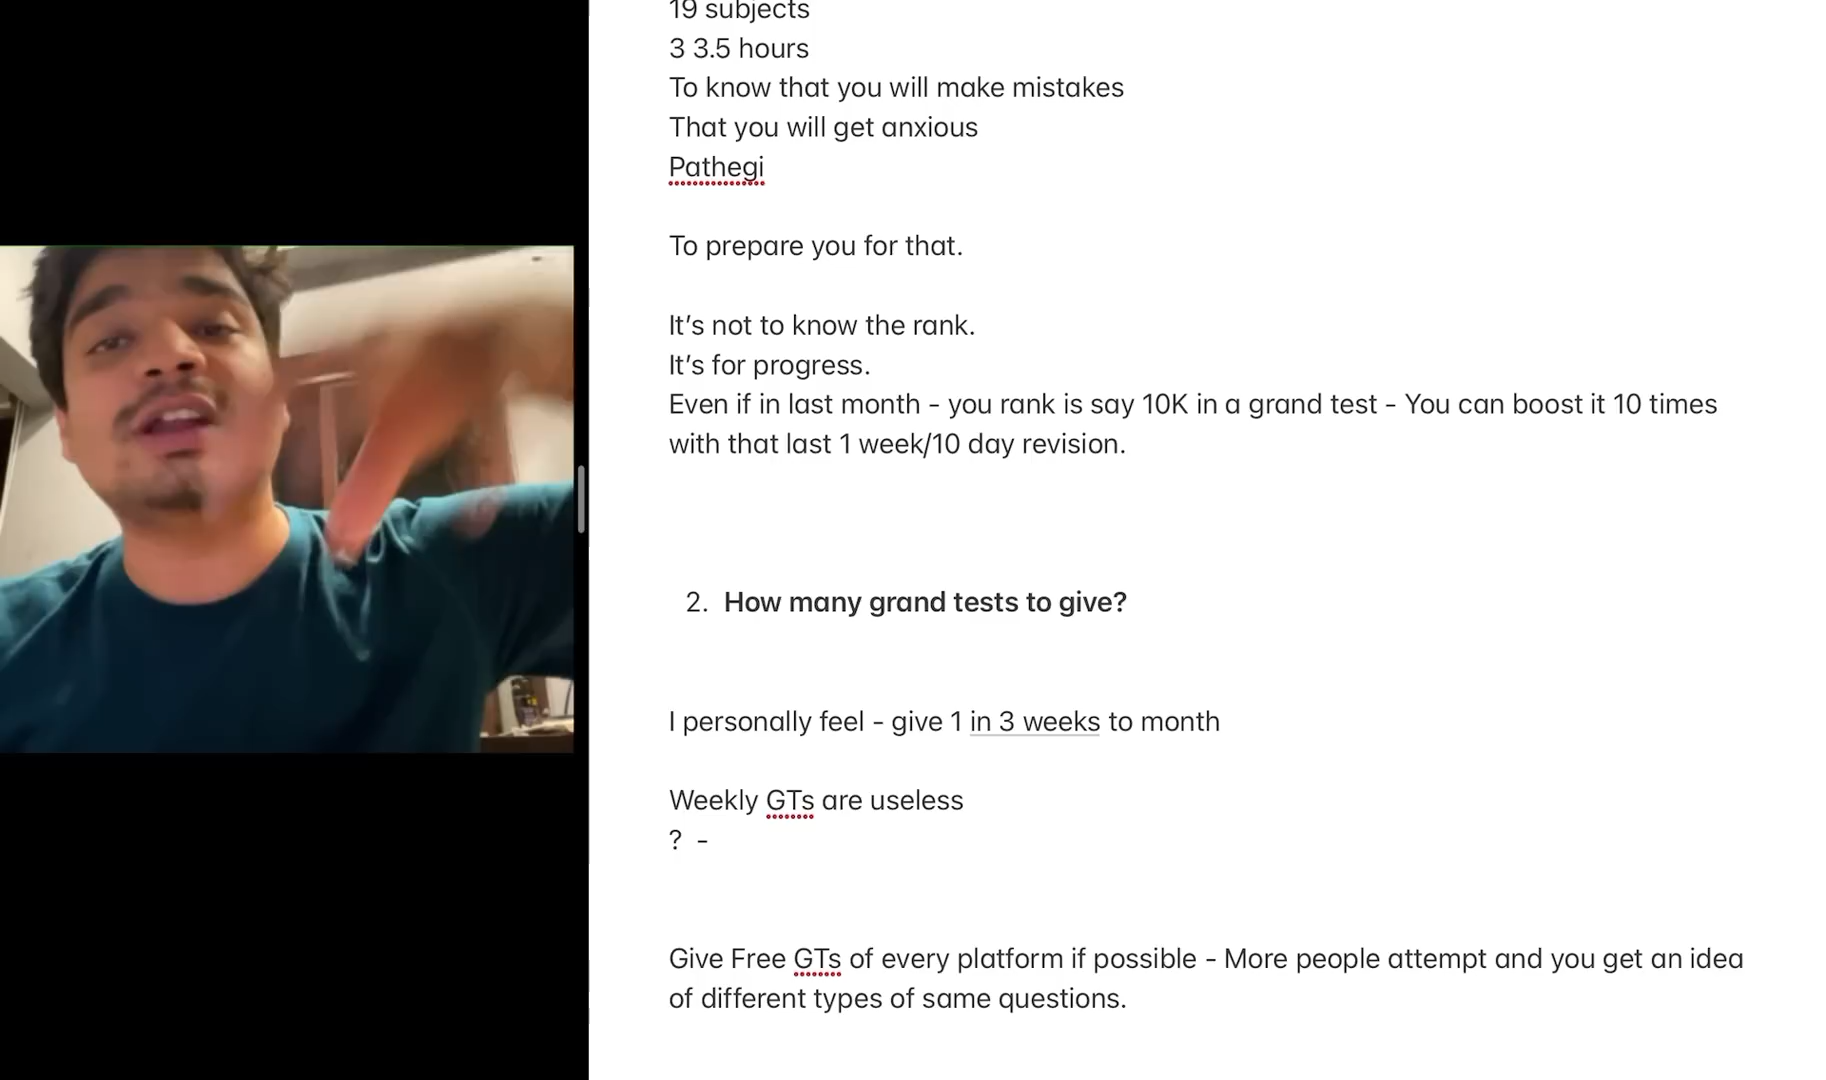 19 subjects
3 3.5 hours
To know that you will make mistakes
That you will get anxious
Pathegi
To prepare you for that.
It's not to know the rank.
It's for progress.
Even if in last month - you rank is say 10K in a grand test - You can boost it 10 times
with that last 1 week/10 day revision.
2. How many grand tests to give?
I personally feel - give 1 in 3 weeks to month
Weekly GTs are useless
? -
Give Free GTs of every platform if possible - More people attempt and you get an idea
of different types of same questions.